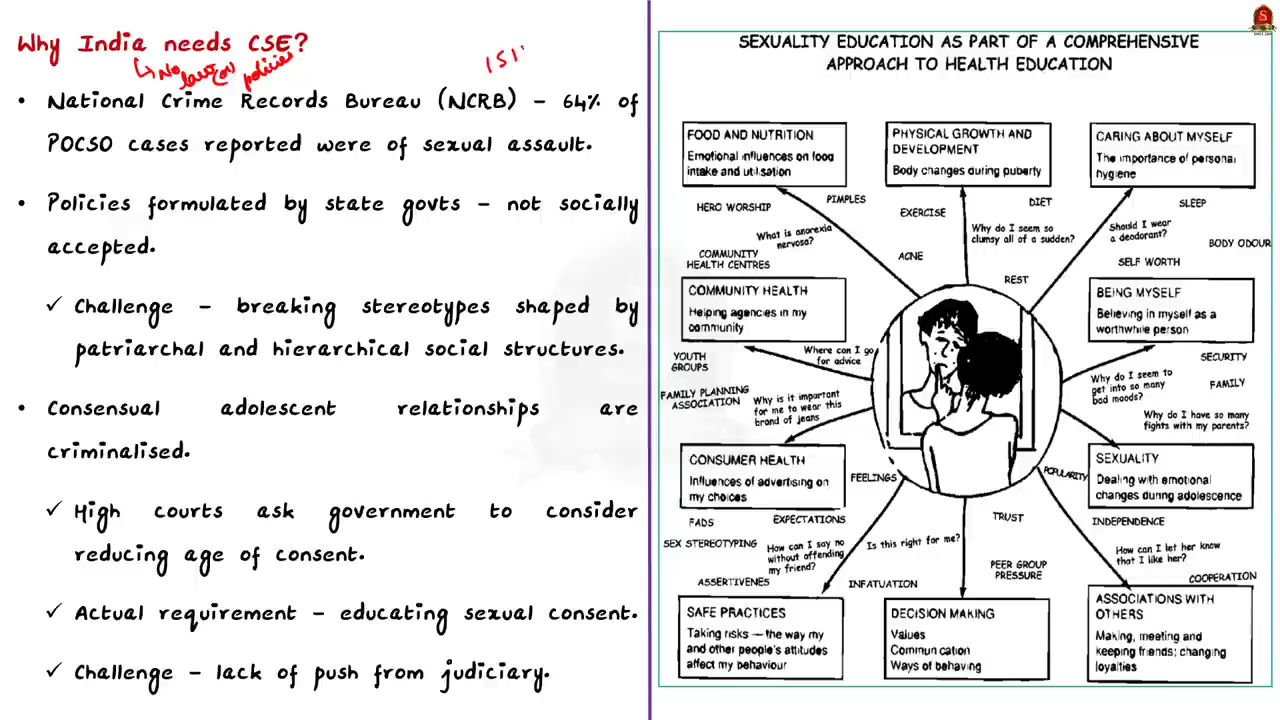 Why India needs CSE?
No laws (or) policies
151
• National Crime Records Bureau (NCRB) – 64% of
POCSO cases reported were of sexual assault.
• Policies formulated by state govts – not socially
accepted.
✓ Challenge – breaking stereotypes shaped by
patriarchal and hierarchical social structures.
• Consensual adolescent relationships are
criminalised.
✓ High courts ask government to consider
reducing age of consent.
✓ Actual requirement – educating sexual consent.
✓ Challenge – lack of push from judiciary.
SEXUALITY EDUCATION AS PART OF A COMPREHENSIVE
APPROACH TO HEALTH EDUCATION
FOOD AND NUTRITION
Emotional influences on food
intake and utilisation
PHYSICAL GROWTH AND
DEVELOPMENT
Body changes during puberty
CARING ABOUT MYSELF
The importance of personal
hygiene
HERO WORSHIP
PIMPLES
EXERCISE
DIET
SLEEP
What is anorexia
nervosa?
Why do I seem so
clumsy all of a sudden?
Should I wear
a deodorant?
BODY ODOUR
COMMUNITY
HEALTH CENTRES
ACNE
REST
SELF WORTH
COMMUNITY HEALTH
Helping agencies in my
community
BEING MYSELF
Believing in myself as a
worthwhile person
YOUTH
GROUPS
Where can I go
for advice
SECURITY
FAMILY PLANNING
ASSOCIATION
Why is it important
for me to wear this
brand of jeans
Why do I seem to
get into so many
bad moods?
FAMILY
Why do I have so many
fights with my parents?
CONSUMER HEALTH
Influences of advertising on
my choices
FEELINGS
POPULARITY
SEXUALITY
Dealing with emotional
changes during adolescence
FADS
EXPECTATIONS
TRUST
INDEPENDENCE
SEX STEREOTYPING
How can I say no
without offending
my friend?
Is this right for me?
How can I let her know
that I like her?
ASSERTIVENES
INFATUATION
PEER GROUP
PRESSURE
COOPERATION
SAFE PRACTICES
Taking risks — the way my
and other people's attitudes
affect my behaviour
DECISION MAKING
Values
Communication
Ways of behaving
ASSOCIATIONS WITH
OTHERS
Making, meeting and
keeping friends; changing
loyalties